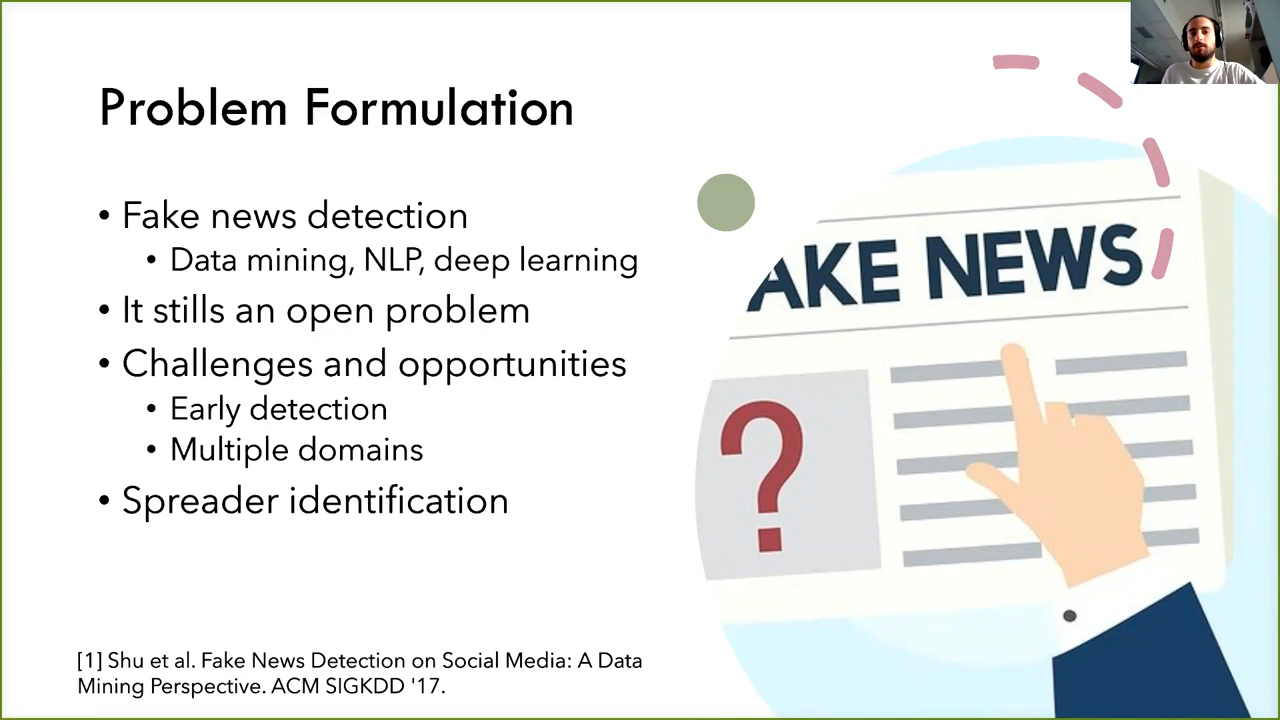 Problem Formulation
• Fake news detection
• Data mining, NLP, deep learning
• It stills an open problem
• Challenges and opportunities
• Early detection
• Multiple domains
• Spreader identification
AKE NEWS
?
[1] Shu et al. Fake News Detection on Social Media: A Data
Mining Perspective. ACM SIGKDD '17.